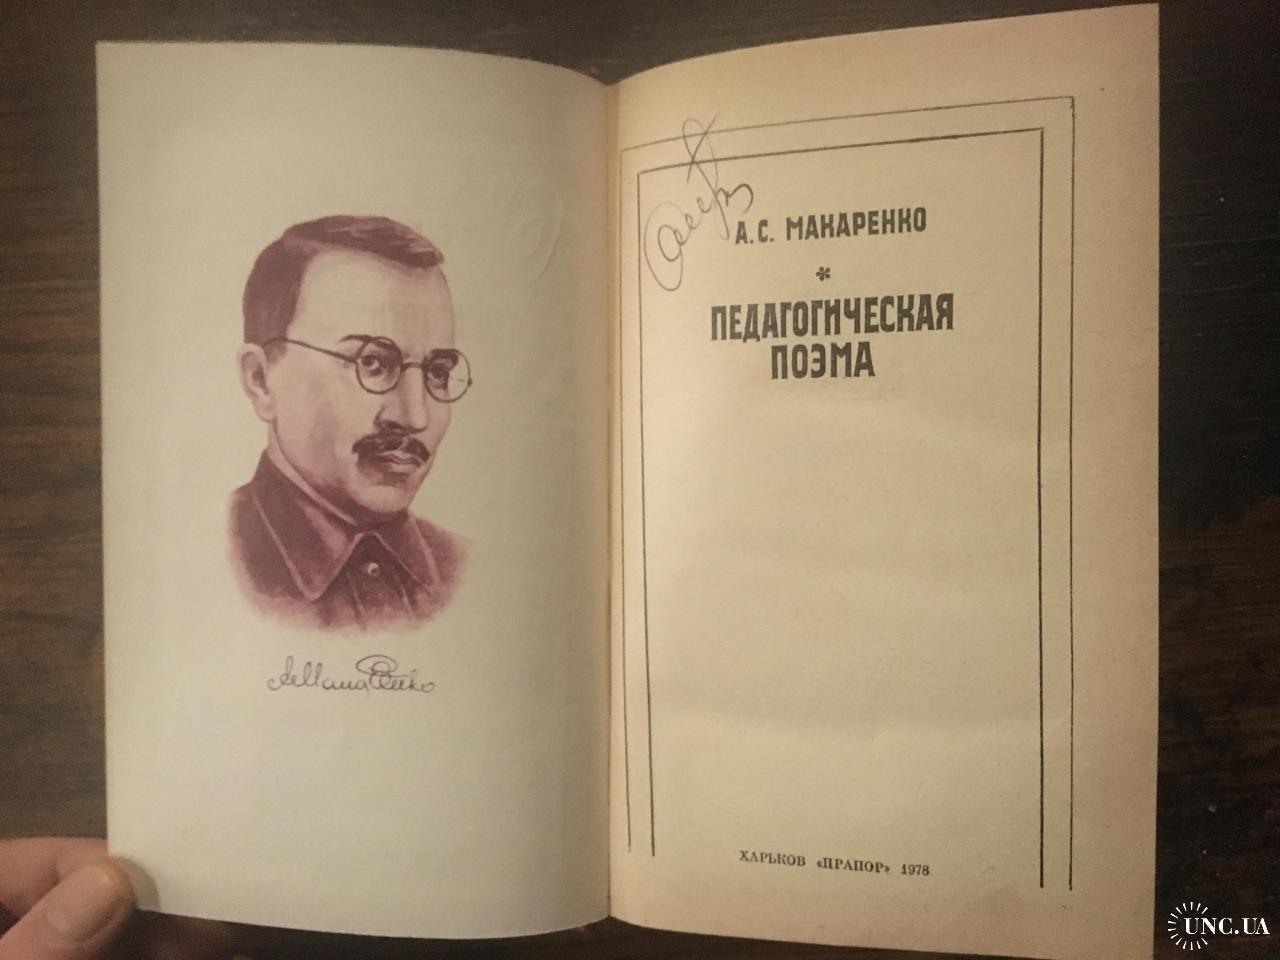 А. С. МАКАРЕНКО
*
ПЕДАГОГИЧЕСКАЯ
ПОЭМА
ХАРЬКОВ «ПРАПОР» 1978
UNC.UA